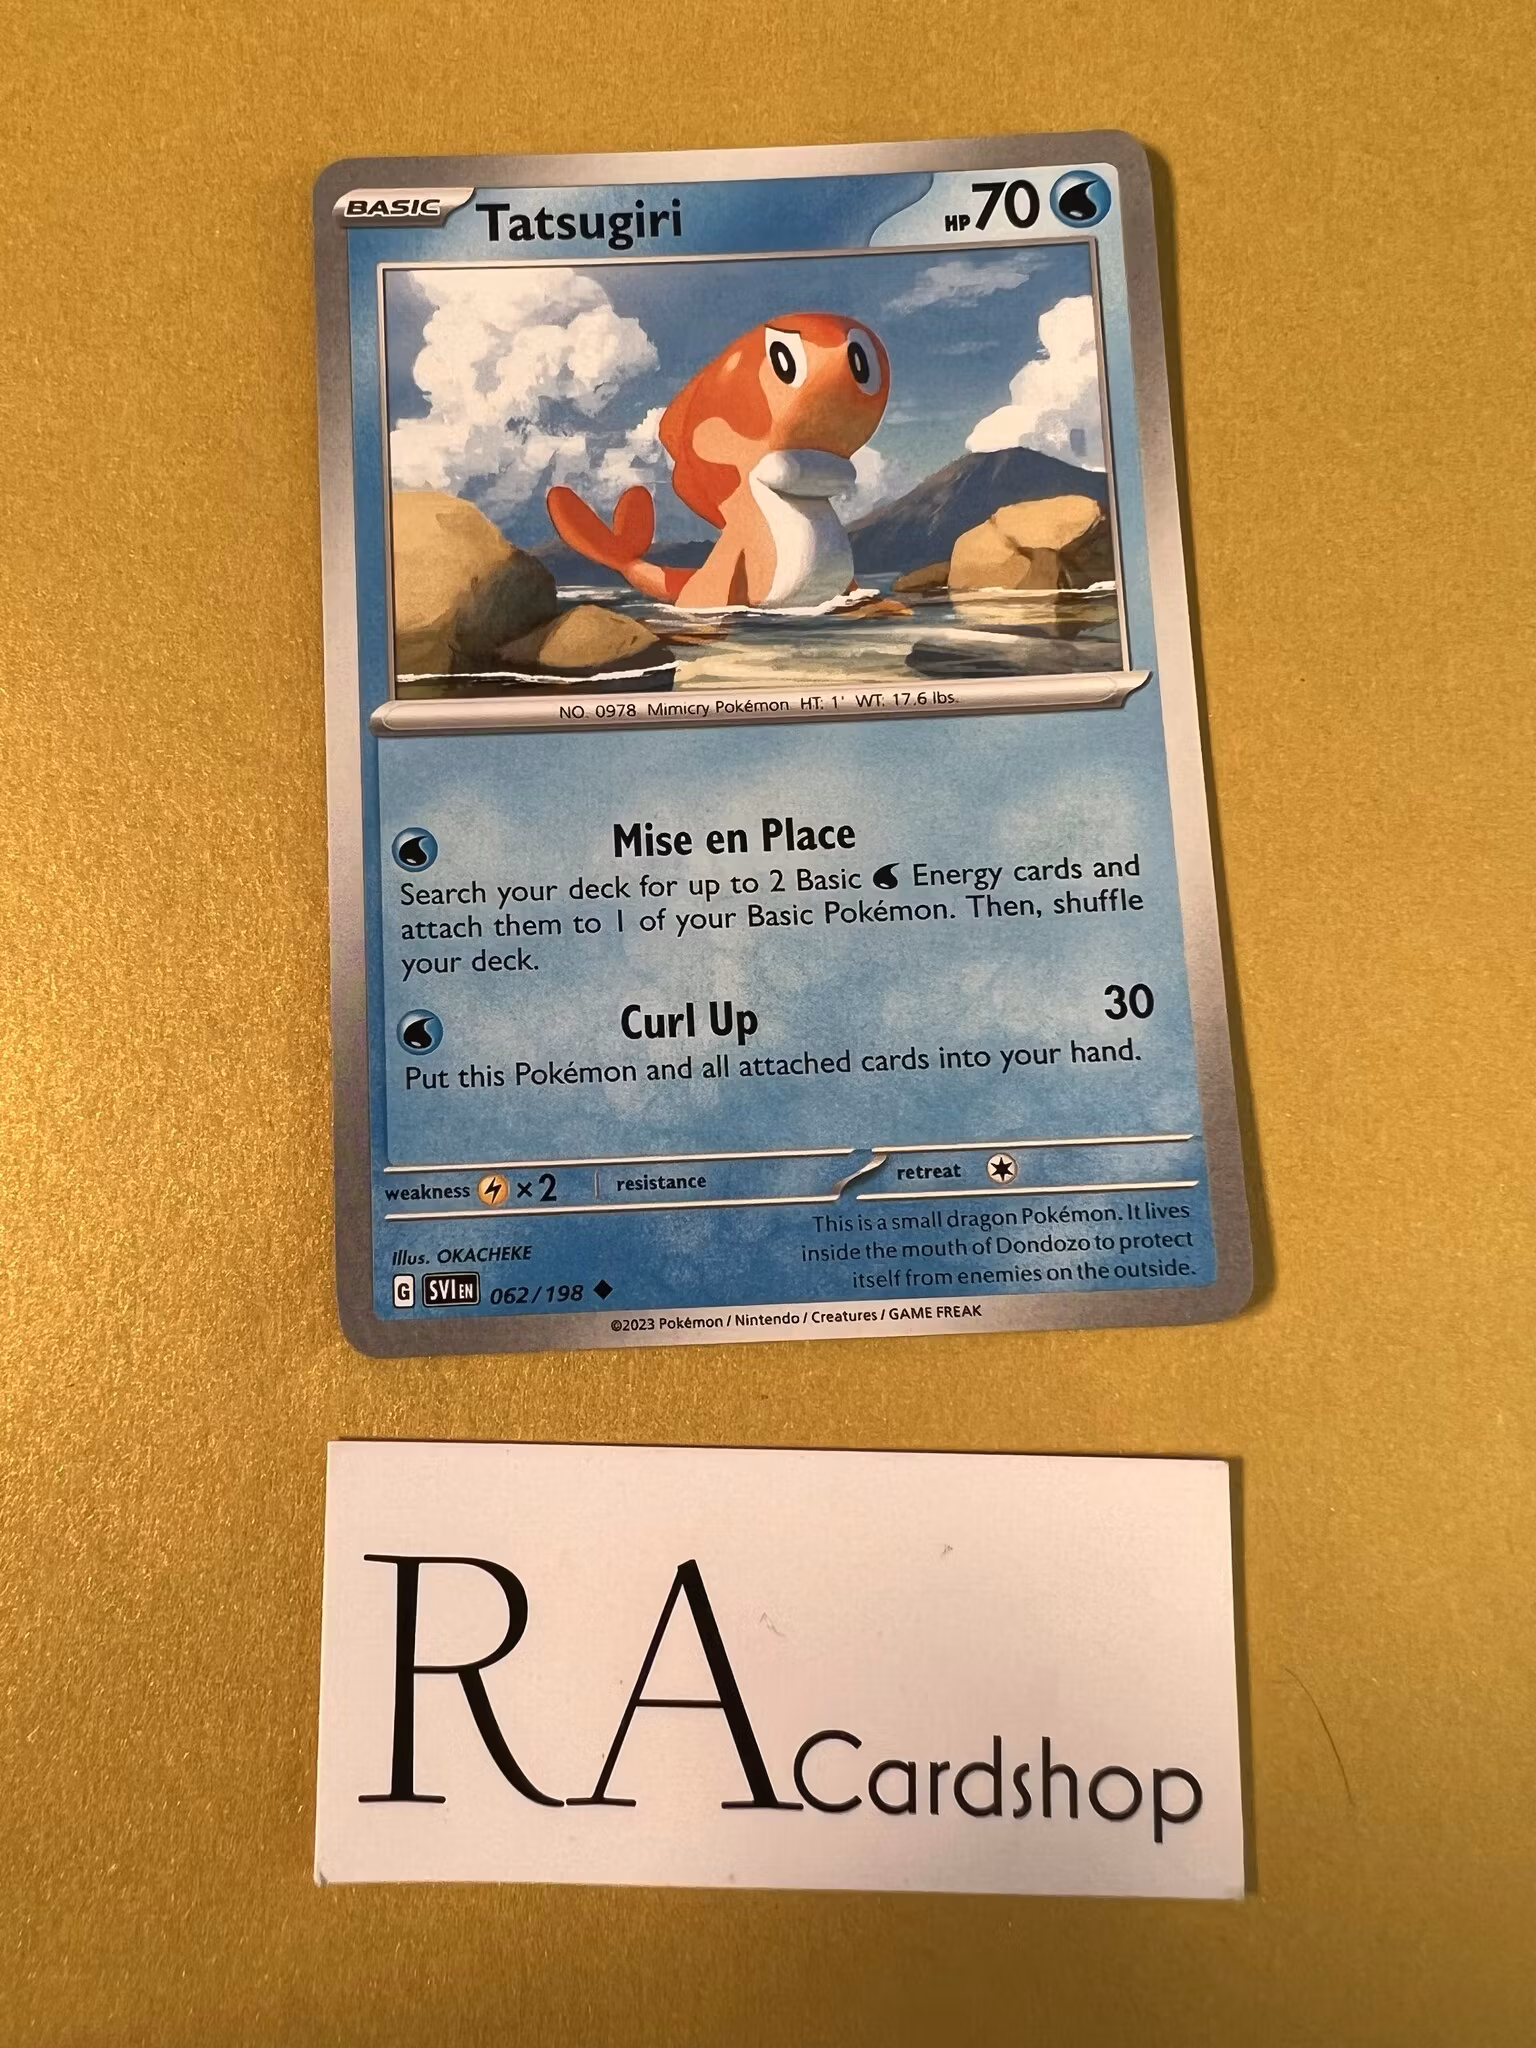 BASIC Tatsugiri HP 70
NO. 0978 Mimicry Pokémon HT: 1' WT: 17.6 lbs.
Mise en Place
Search your deck for up to 2 Basic Energy cards and
attach them to 1 of your Basic Pokémon. Then, shuffle
your deck.
Curl Up 30
Put this Pokémon and all attached cards into your hand.
weakness ×2 resistance retreat
This is a small dragon Pokémon. It lives
inside the mouth of Dondozo to protect
itself from enemies on the outside.
Illus. OKACHEKE
G SVI EN 062/198
©2023 Pokémon / Nintendo / Creatures / GAME FREAK
RA Cardshop